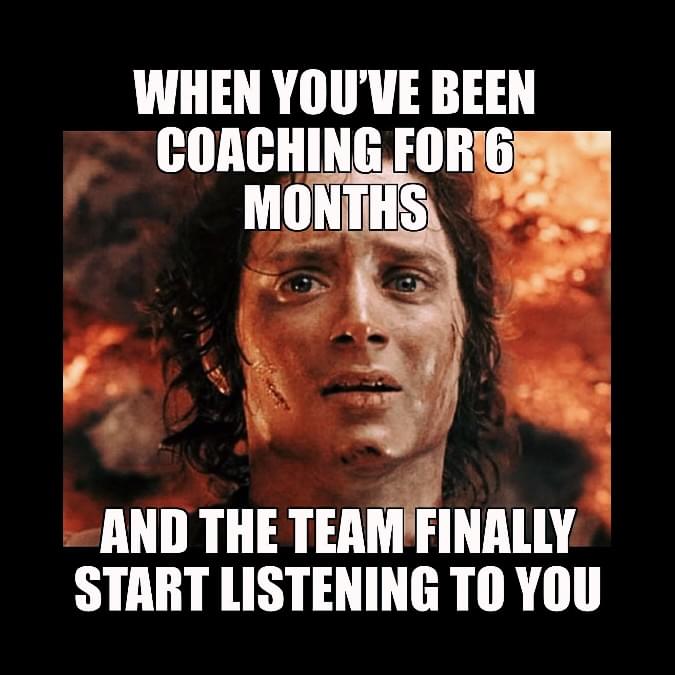 WHEN YOU'VE BEEN
COACHING FOR 6
MONTHS
AND THE TEAM FINALLY
START LISTENING TO YOU